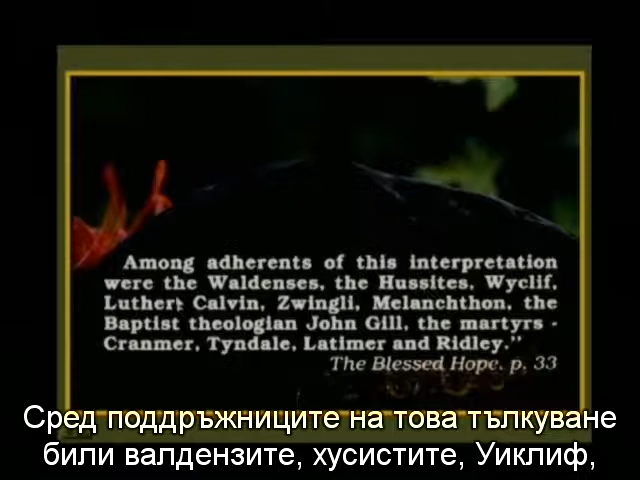 Among adherents of this interpretation
were the Waldenses, the Hussites, Wyclif,
Luther, Calvin, Zwingli, Melanchthon, the
Baptist theologian John Gill, the martyrs -
Cranmer, Tyndale, Latimer and Ridley."
The Blessed Hope, p. 33
Сред поддръжниците на това тълкуване
били валдензите, хусистите, Уиклиф,